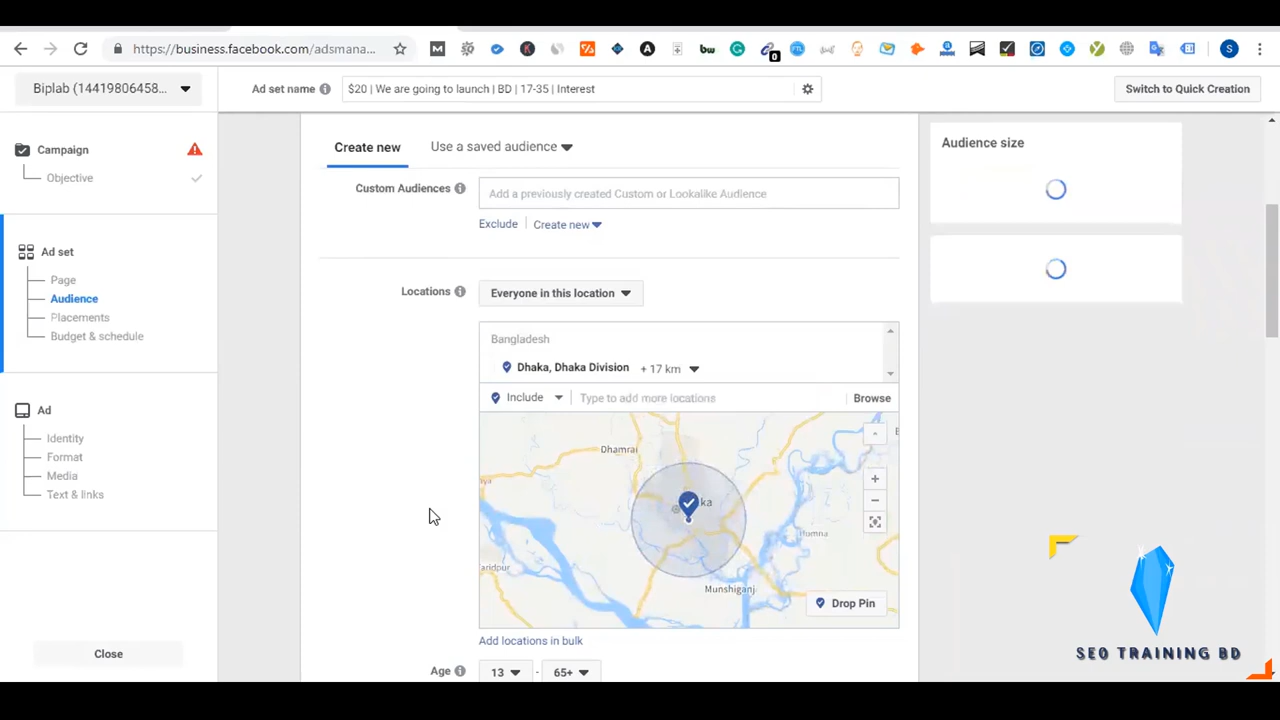 https://business.facebook.com/adsmana...
Biplab (14419806458...
Ad set name
$20 | We are going to launch | BD | 17-35 | Interest
Switch to Quick Creation
Campaign
Objective
Ad set
Page
Audience
Placements
Budget & schedule
Ad
Identity
Format
Media
Text & links
Close
Create new
Use a saved audience
Custom Audiences
Add a previously created Custom or Lookalike Audience
Exclude
Create new
Locations
Everyone in this location
Bangladesh
Dhaka, Dhaka Division + 17 km
Include
Type to add more locations
Browse
Dhamrai
ka
Homna
aridpur
Munshiganj
Drop Pin
Add locations in bulk
Age
13 - 65+
Audience size
SEO TRAINING BD